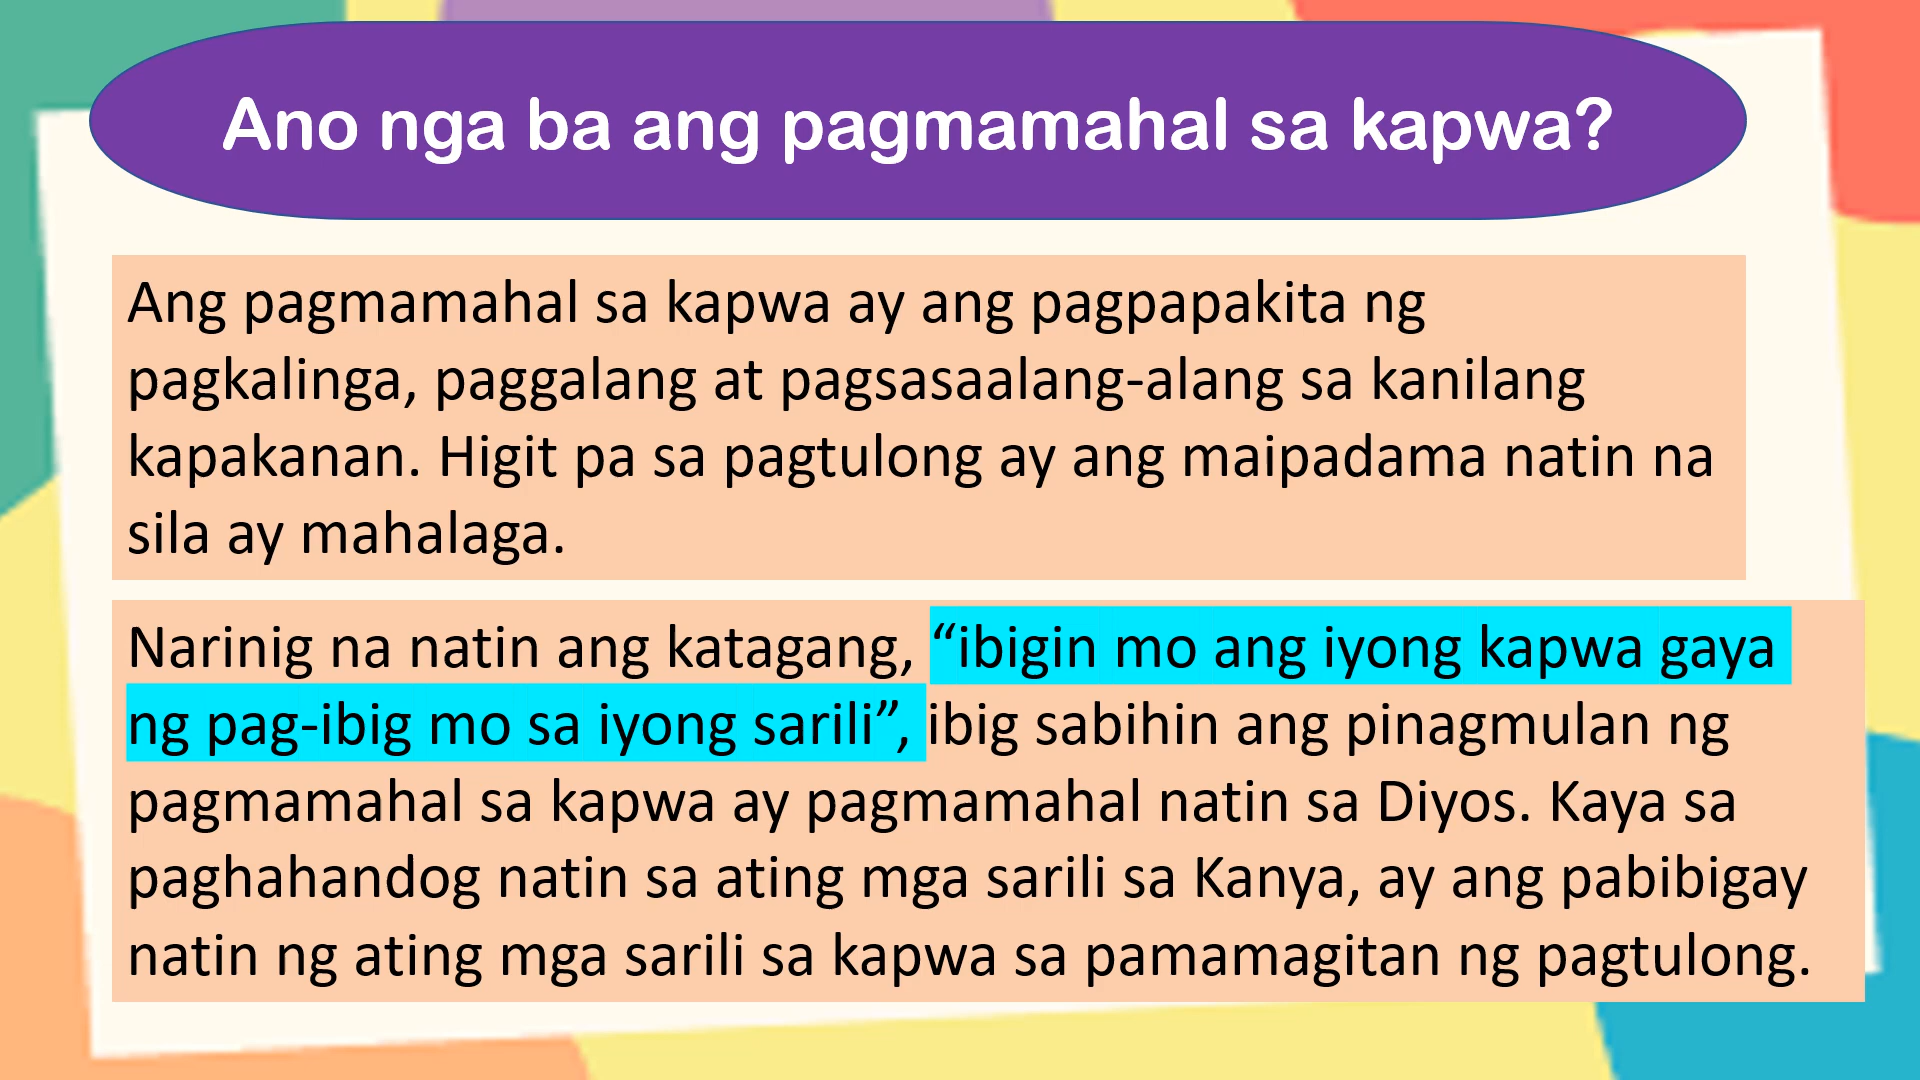 Ano nga ba ang pagmamahal sa kapwa?
Ang pagmamahal sa kapwa ay ang pagpapakita ng
pagkalinga, paggalang at pagsasaalang-alang sa kanilang
kapakanan. Higit pa sa pagtulong ay ang maipadama natin na
sila ay mahalaga.
Narinig na natin ang katagang, “ibigin mo ang iyong kapwa gaya
ng pag-ibig mo sa iyong sarili”, ibig sabihin ang pinagmulan ng
pagmamahal sa kapwa ay pagmamahal natin sa Diyos. Kaya sa
paghahandog natin sa ating mga sarili sa Kanya, ay ang pabibigay
natin ng ating mga sarili sa kapwa sa pamamagitan ng pagtulong.